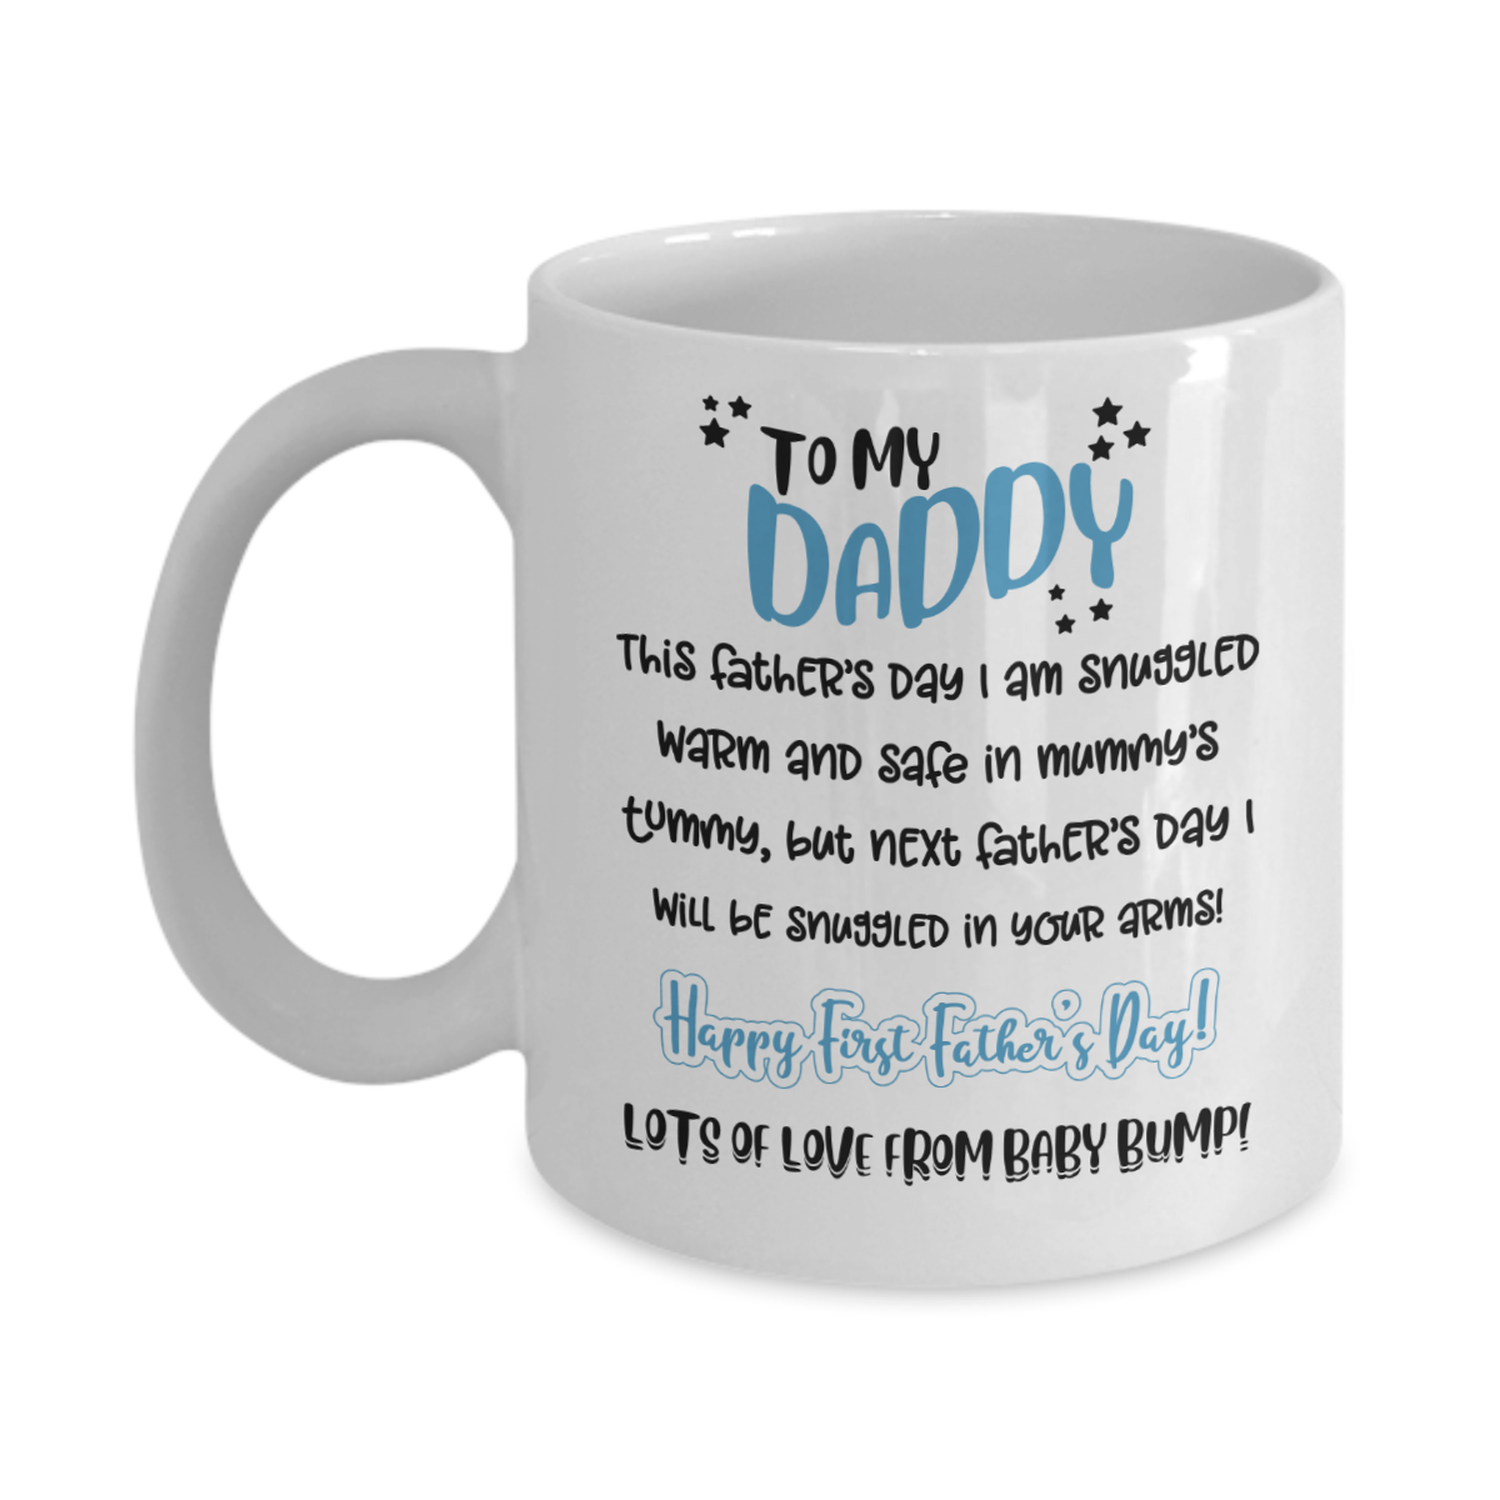 TO MY
DADDY
This father's day I am snuggled
warm and safe in mummy's
tummy, but next father's day I
will be snuggled in your arms!
Happy First Father's Day!
LOTS OF LOVE FROM BABY BUMP!